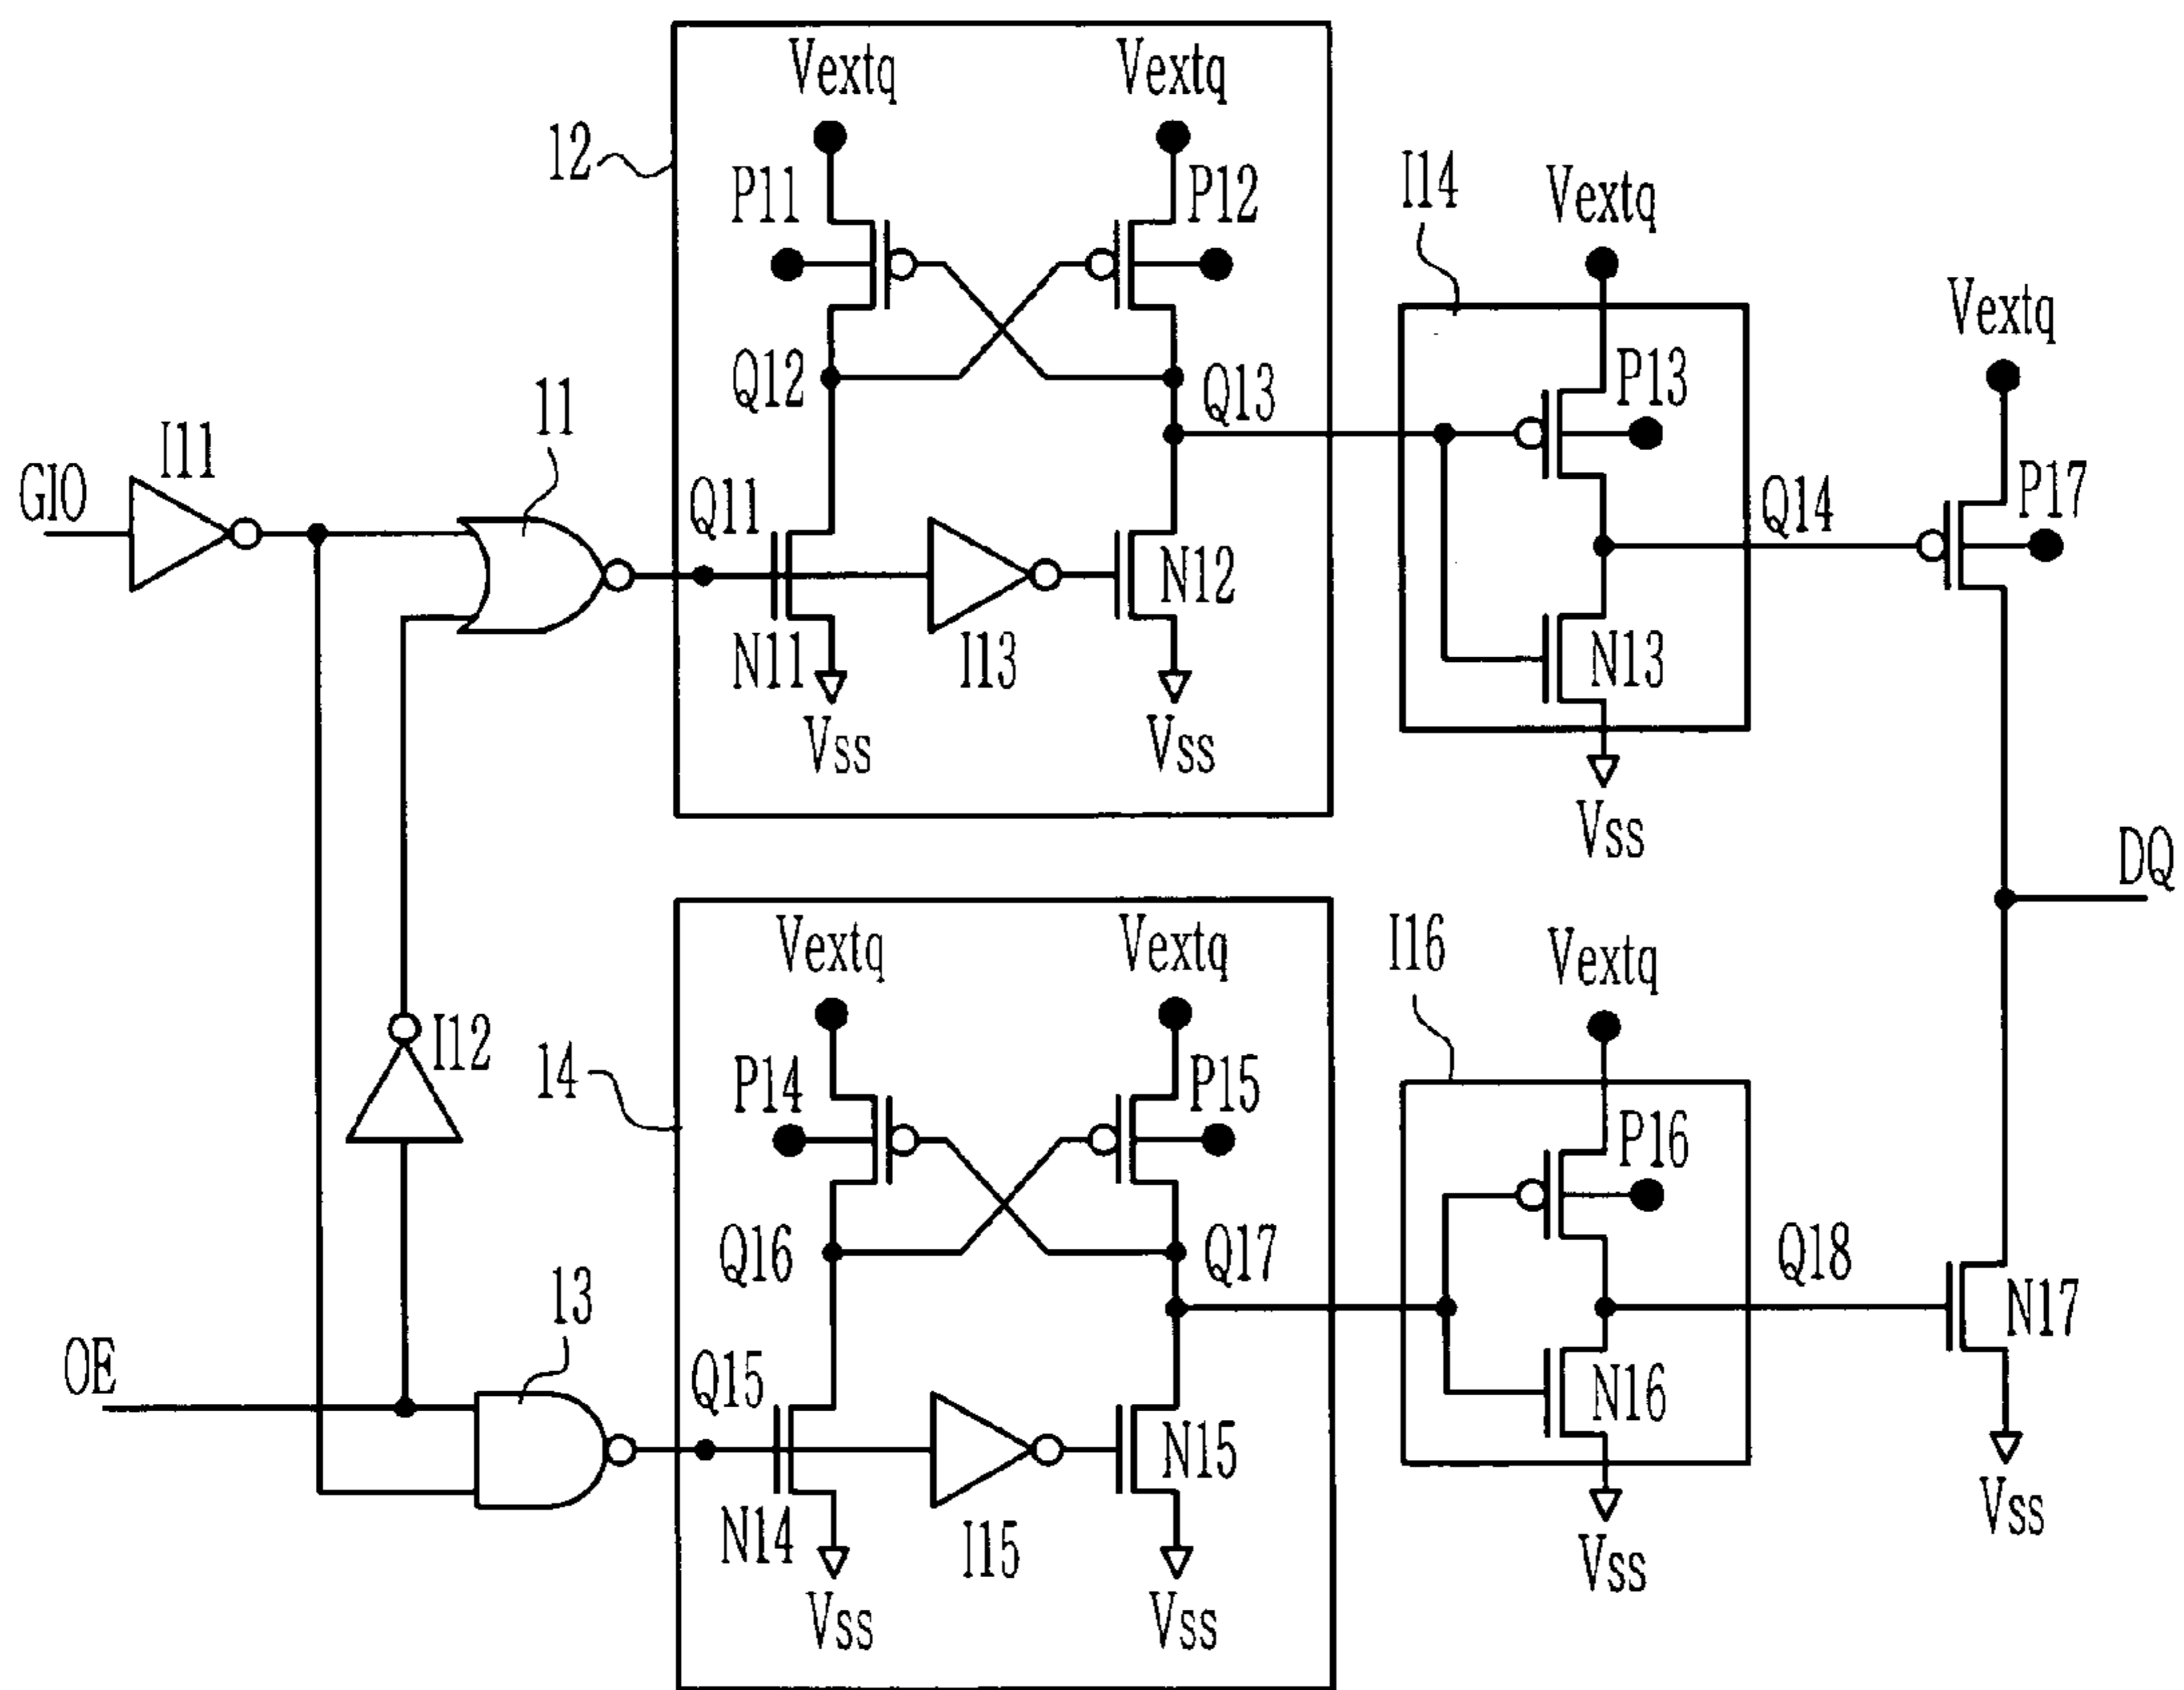 Vextq
Vextq
12
P11
P12
I14
Vextq
Vextq
Q12
Q13
P13
P17
I11
11
GIO
Q11
Q14
N12
N11
I13
N13
Vss
Vss
Vss
DQ
Vextq
Vextq
I16
Vextq
I12
14
P14
P15
P16
Q16
Q17
Q18
13
N17
OE
Q15
N15
N16
N14
I15
Vss
Vss
Vss
Vss